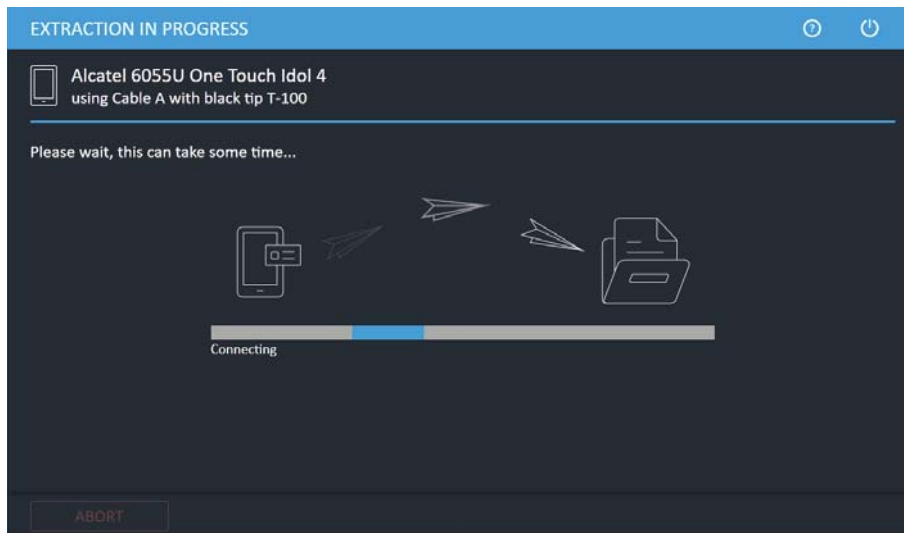 EXTRACTION IN PROGRESS
Alcatel 6055U One Touch Idol 4
using Cable A with black tip T-100
Please wait, this can take some time...
Connecting
ABORT